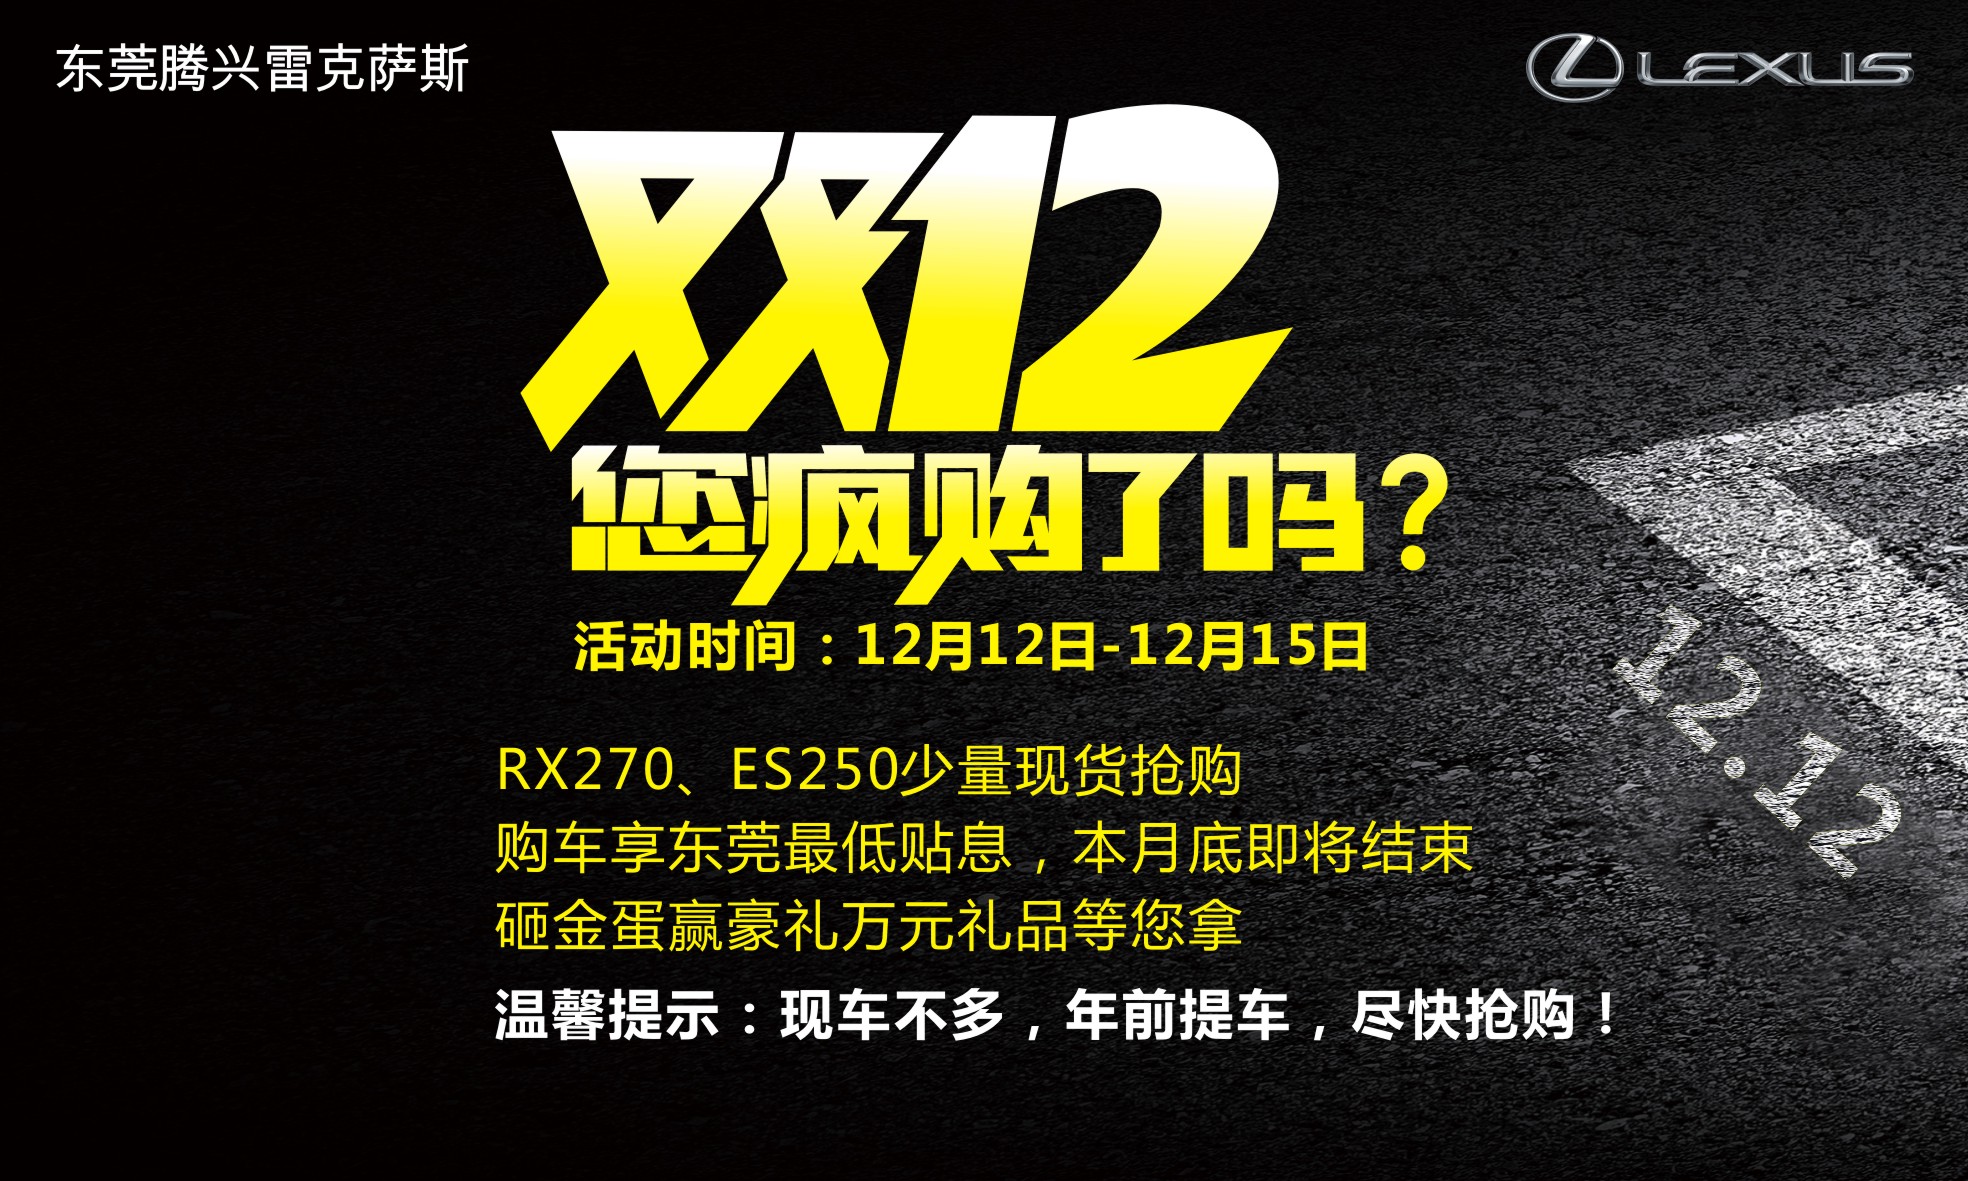 东莞腾兴雷克萨斯
LEXUS
双12
您疯购了吗？
活动时间：12月12日-12月15日
RX270、ES250少量现货抢购
购车享东莞最低贴息，本月底即将结束
砸金蛋赢豪礼万元礼品等您拿
温馨提示：现车不多，年前提车，尽快抢购！
12.12